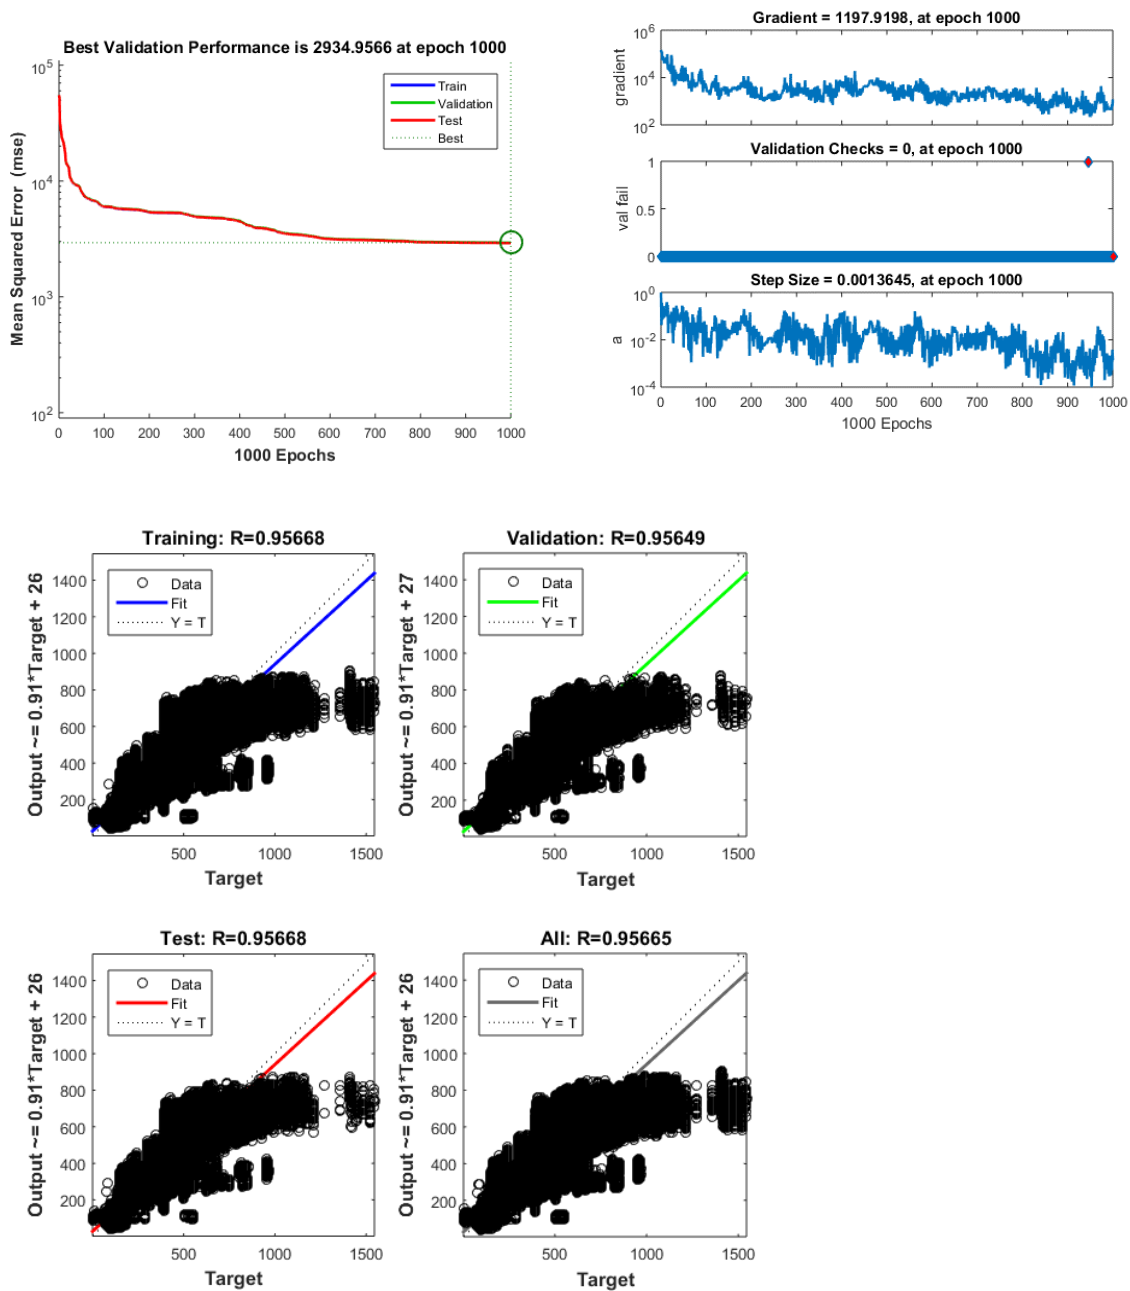 Best Validation Performance is 2934.9566 at epoch 1000
Mean Squared Error (mse)
10^5
10^4
10^3
10^2
Train
Validation
Test
Best
0 100 200 300 400 500 600 700 800 900 1000
1000 Epochs
Gradient = 1197.9198, at epoch 1000
gradient
10^6
10^4
10^2
Validation Checks = 0, at epoch 1000
val fail
1
0.5
0
Step Size = 0.0013645, at epoch 1000
a
10^0
10^-2
10^-4
0 100 200 300 400 500 600 700 800 900 1000
1000 Epochs
Training: R=0.95668
Output ~= 0.91*Target + 26
1400
1200
1000
800
600
400
200
Data
Fit
Y = T
500 1000 1500
Target
Validation: R=0.95649
Output ~= 0.91*Target + 27
1400
1200
1000
800
600
400
200
Data
Fit
Y = T
500 1000 1500
Target
Test: R=0.95668
Output ~= 0.91*Target + 26
1400
1200
1000
800
600
400
200
Data
Fit
Y = T
500 1000 1500
Target
All: R=0.95665
Output ~= 0.91*Target + 26
1400
1200
1000
800
600
400
200
Data
Fit
Y = T
500 1000 1500
Target